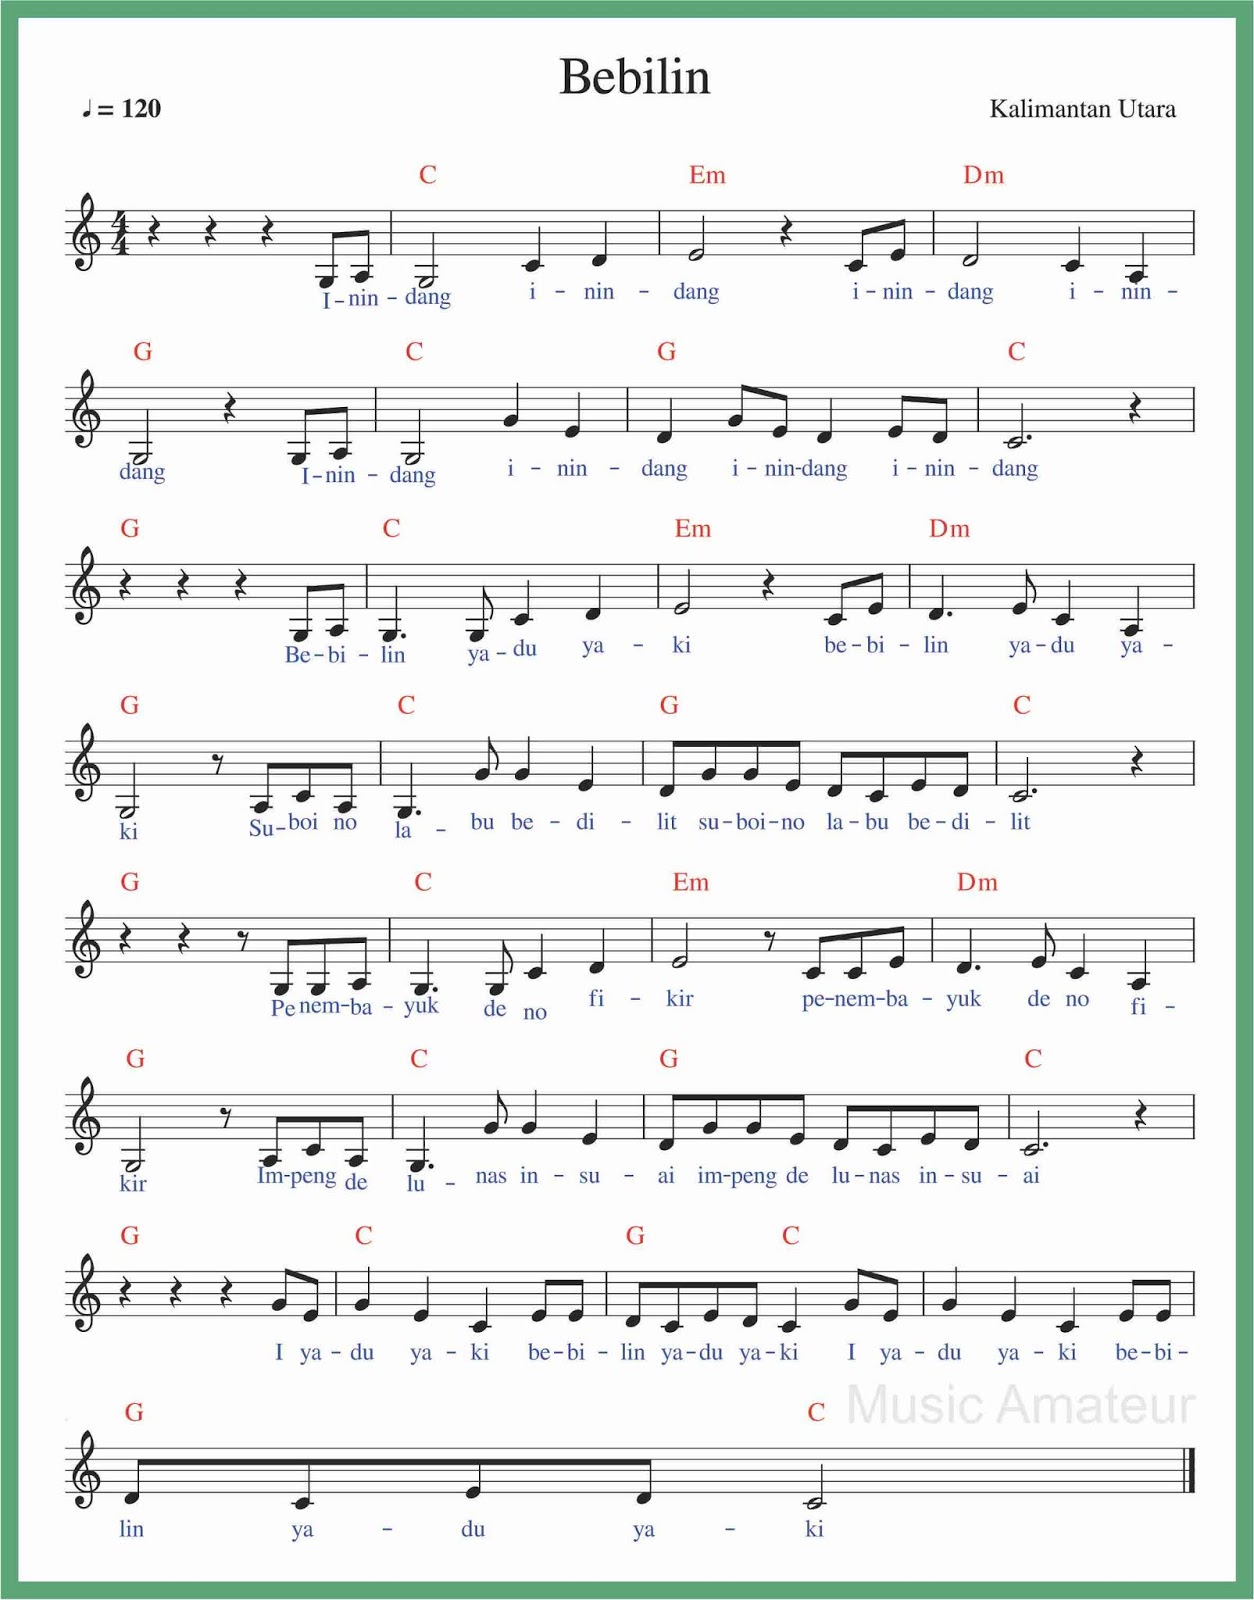 Bebilin
♩ = 120
Kalimantan Utara
C Em Dm
4
4
I – nin – dang i – nin – dang i – nin – dang i – nin –
G C G C
dang I – nin – dang i – nin – dang i – nin-dang i – nin – dang
G C Em Dm
Be – bi – lin ya – du ya – ki be – bi – lin ya – du ya –
G C G C
ki Su – boi no la – bu be – di – lit su – boi – no la – bu be – di – lit
G C Em Dm
Pe nem – ba – yuk de no fi – kir pe – nem – ba – yuk de no fi –
G C G C
kir Im-peng de lu – nas in – su – ai im-peng de lu – nas in – su – ai
G C G C
I ya – du ya – ki be – bi – lin ya – du ya – ki I ya – du ya – ki be – bi –
Music Amateur
G C
lin ya – du ya – ki